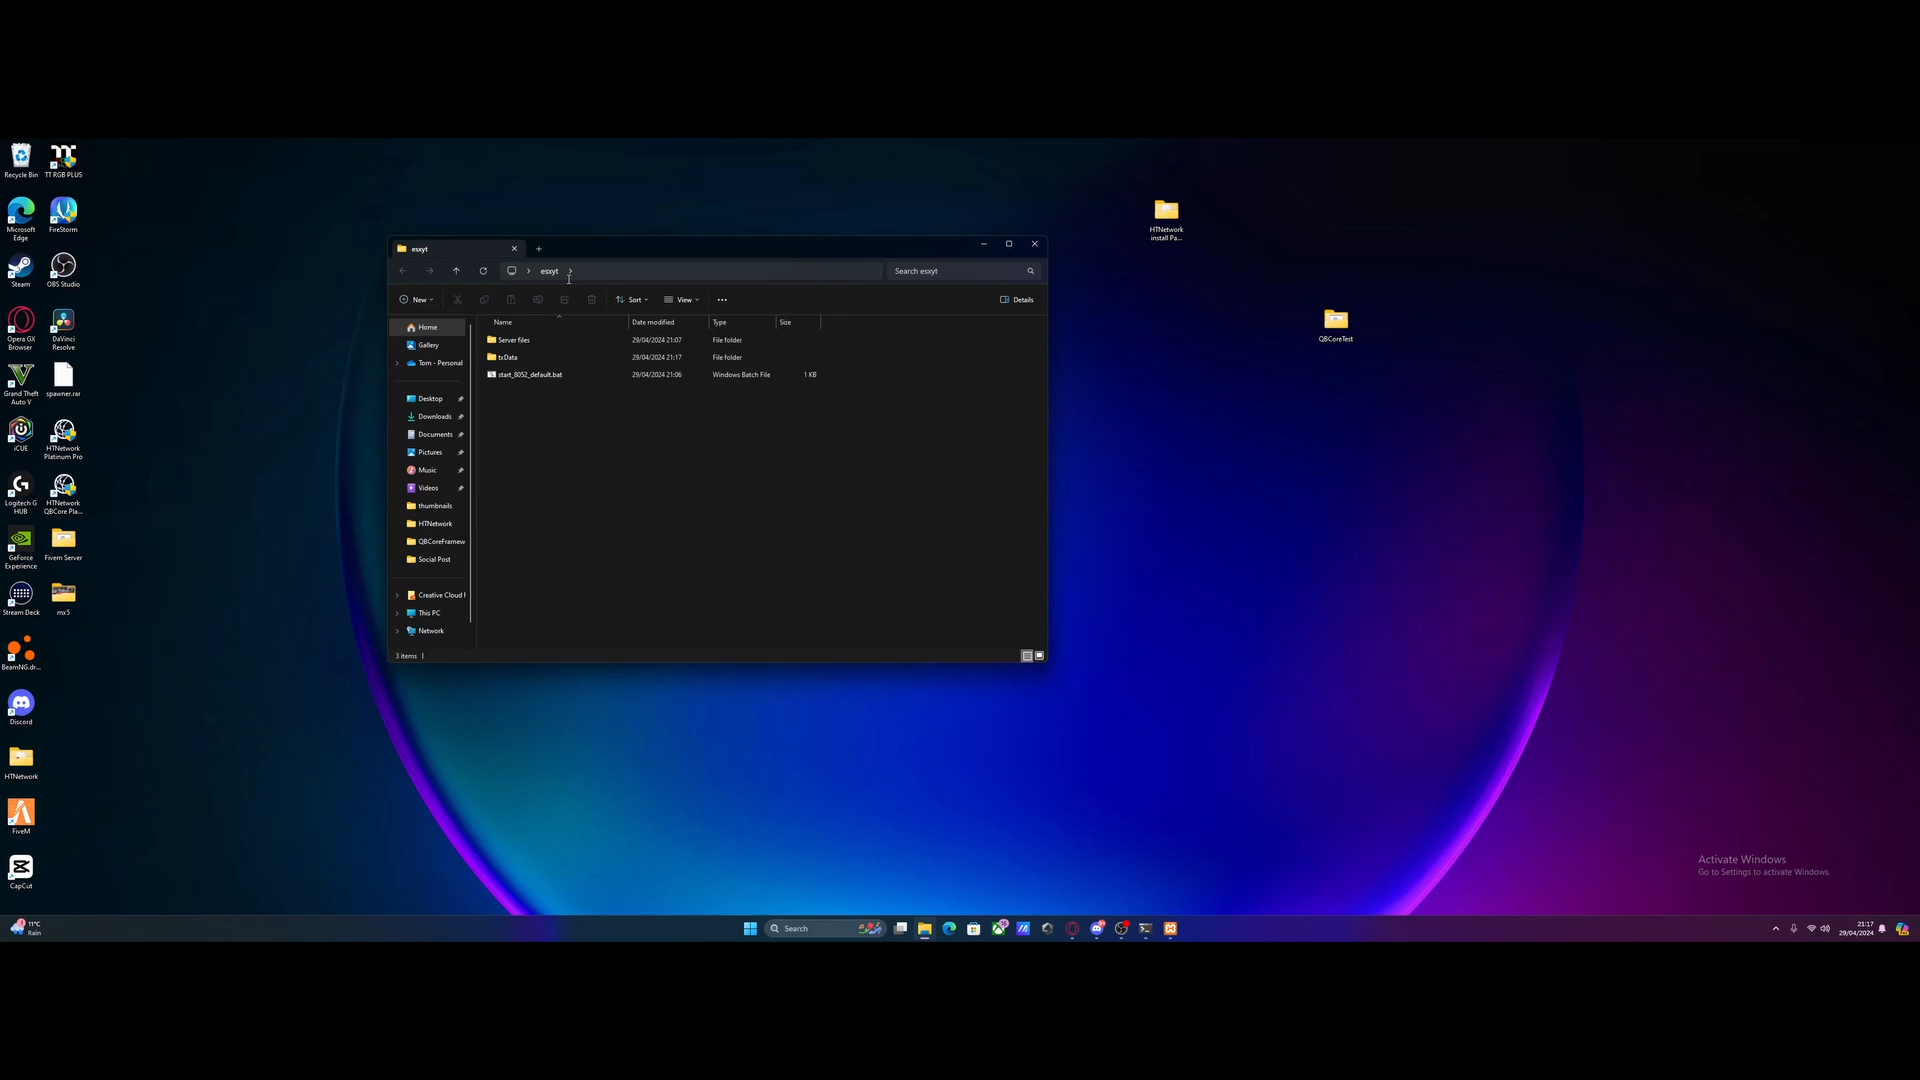 Recycle Bin
TT RGB PLUS
Microsoft
Edge
FireStorm
Steam
OBS Studio
Opera GX
Browser
DaVinci
Resolve
Grand Theft
Auto V
spawner.rar
iCUE
HTNetwork
Platinum Pro
Logitech G
HUB
HTNetwork
QBCore Pla...
GeForce
Experience
Fivem Server
Stream Deck
mx5
BeamNG.dr...
Discord
HTNetwork
FiveM
CapCut
HTNetwork
install Pa...
QBCoreTest
esxyt
esxyt
Search esxyt
New
Sort
View
Details
Name
Date modified
Type
Size
Server files
29/04/2024 21:07
File folder
txData
29/04/2024 21:17
File folder
start_8052_default.bat
29/04/2024 21:06
Windows Batch File
1 KB
Home
Gallery
Tom - Personal
Desktop
Downloads
Documents
Pictures
Music
Videos
thumbnails
HTNetwork
QBCoreFramew
Social Post
Creative Cloud F
This PC
Network
3 items
Activate Windows
Go to Settings to activate Windows.
11°C
Rain
Search
21:17
29/04/2024